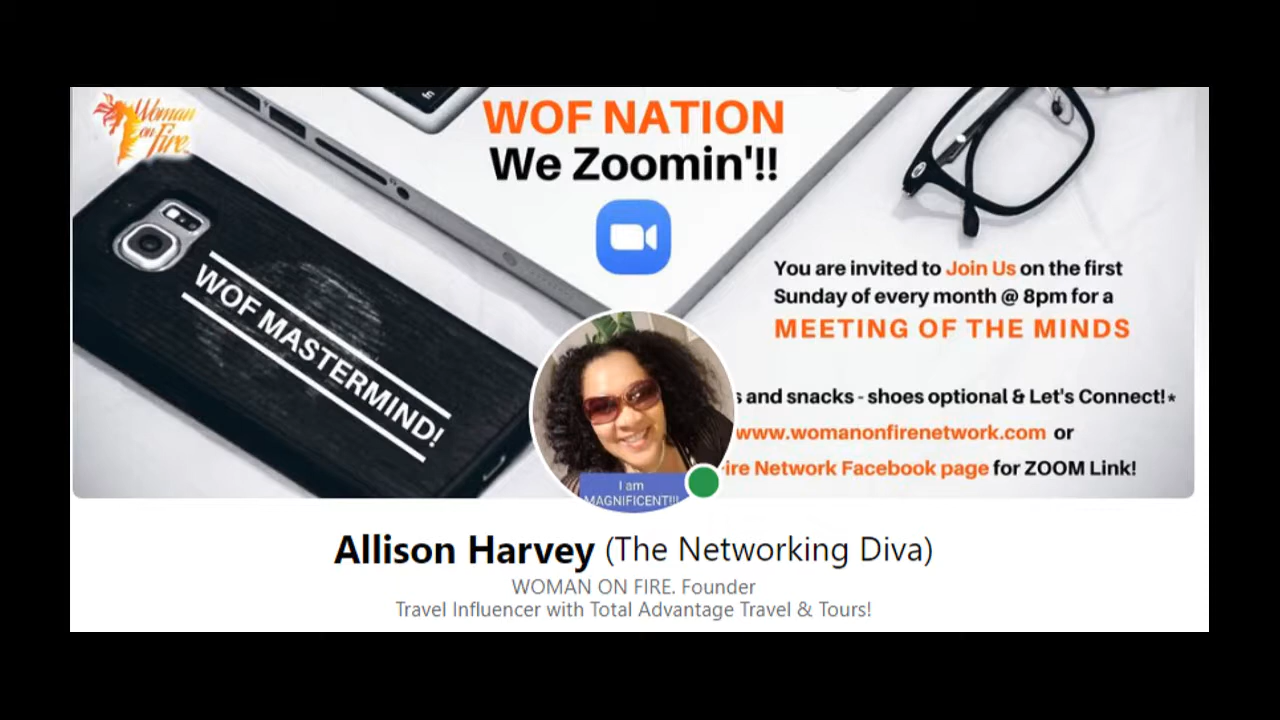 Woman
on
Fire
WOF NATION
We Zoomin'!!
WOF MASTERMIND!
You are invited to Join Us on the first
Sunday of every month @ 8pm for a
MEETING OF THE MINDS
and snacks - shoes optional & Let's Connect!*
www.womanonfirenetwork.com or
Network Facebook page for ZOOM Link!
I am
MAGNIFICENT!!!
Allison Harvey (The Networking Diva)
WOMAN ON FIRE. Founder
Travel Influencer with Total Advantage Travel & Tours!